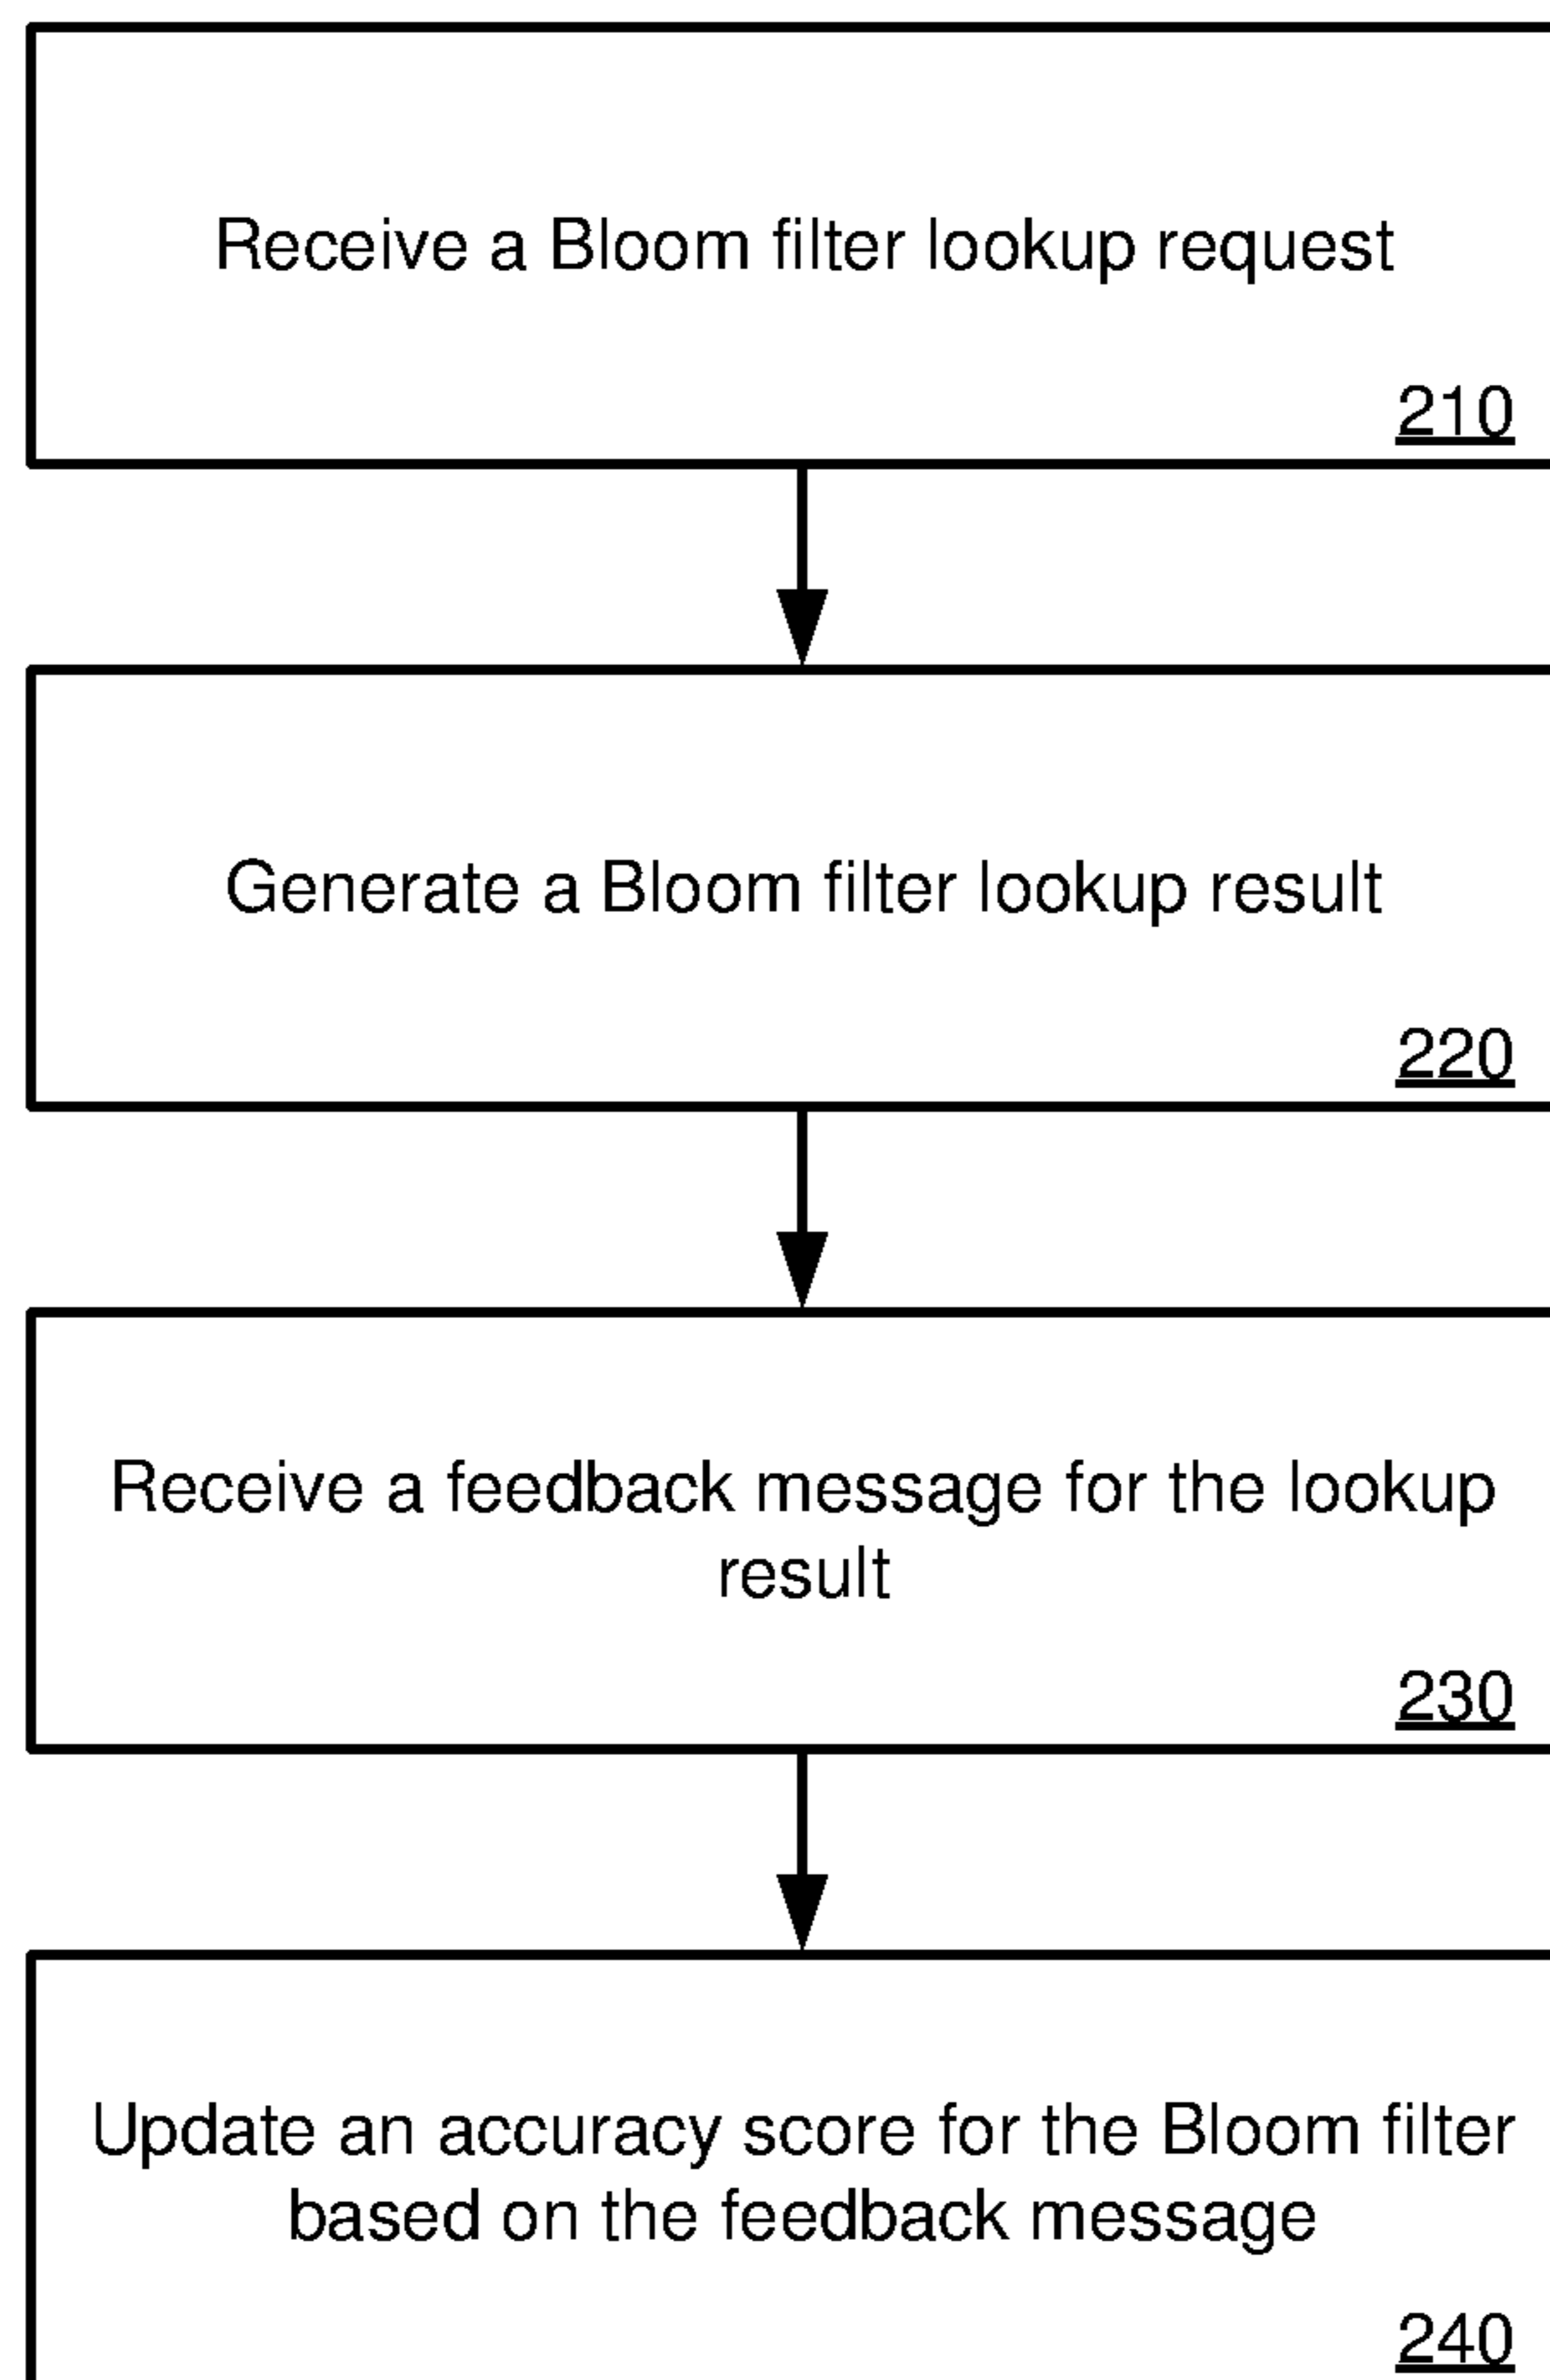 Receive a Bloom filter lookup request
210
Generate a Bloom filter lookup result
220
Receive a feedback message for the lookup
result
230
Update an accuracy score for the Bloom filter
based on the feedback message
240